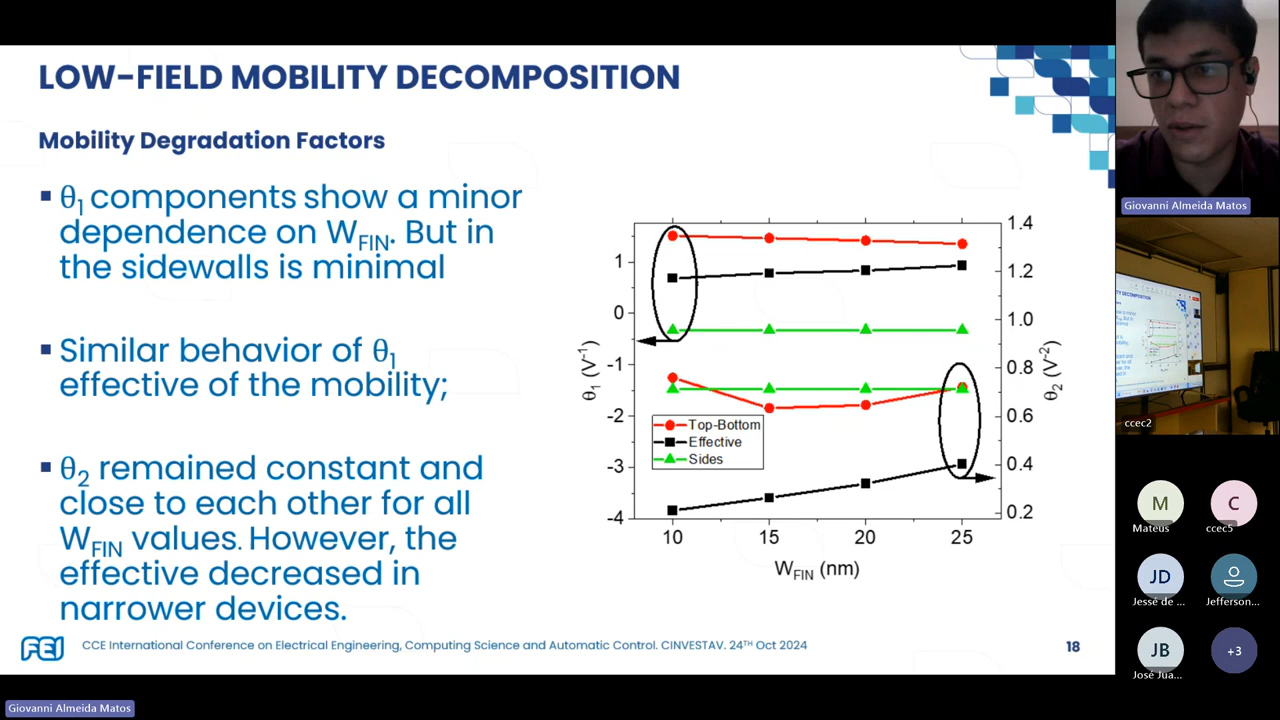 LOW-FIELD MOBILITY DECOMPOSITION
Mobility Degradation Factors
▪ θ1 components show a minor
dependence on WFIN. But in
the sidewalls is minimal
▪ Similar behavior of θ1
effective of the mobility;
▪ θ2 remained constant and
close to each other for all
WFIN values. However, the
effective decreased in
narrower devices.
1
0
-1
-2
-3
-4
θ1 (V-1)
1.4
1.2
1.0
0.8
0.6
0.4
0.2
θ2 (V-2)
Top-Bottom
Effective
Sides
10 15 20 25
WFIN (nm)
FEI
CCE International Conference on Electrical Engineering, Computing Science and Automatic Control. CINVESTAV. 24TH Oct 2024
18
Giovanni Almeida Matos
Giovanni Almeida Matos
ccec2
M
Mateus
C
ccec5
JD
Jessé de ...
Jefferson...
JB
José Jua...
+3